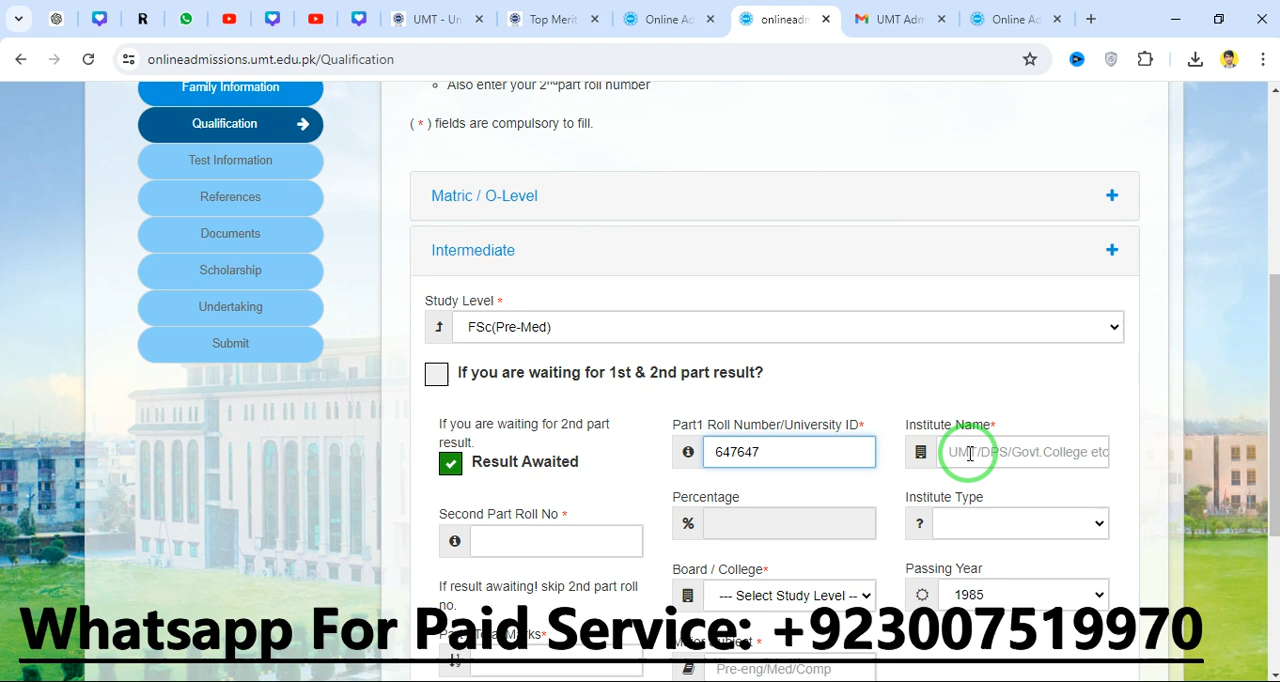 UMT - Un
Top Merit
Online Ad
onlineadn
UMT Adm
Online Ad
onlineadmissions.umt.edu.pk/Qualification
Family Information
Qualification
Test Information
References
Documents
Scholarship
Undertaking
Submit
Also enter your 2nd part roll number
( * ) fields are compulsory to fill.
Matric / O-Level
Intermediate
Study Level *
FSc(Pre-Med)
If you are waiting for 1st & 2nd part result?
If you are waiting for 2nd part
result.
Result Awaited
Part1 Roll Number/University ID*
647647
Institute Name*
UMT/DPS/Govt.College etc
Percentage
Institute Type
Second Part Roll No *
Board / College*
--- Select Study Level --
Passing Year
1985
If result awaiting! skip 2nd part roll
no.
Whatsapp For Paid Service: +923007519970
Pre-eng/Med/Comp